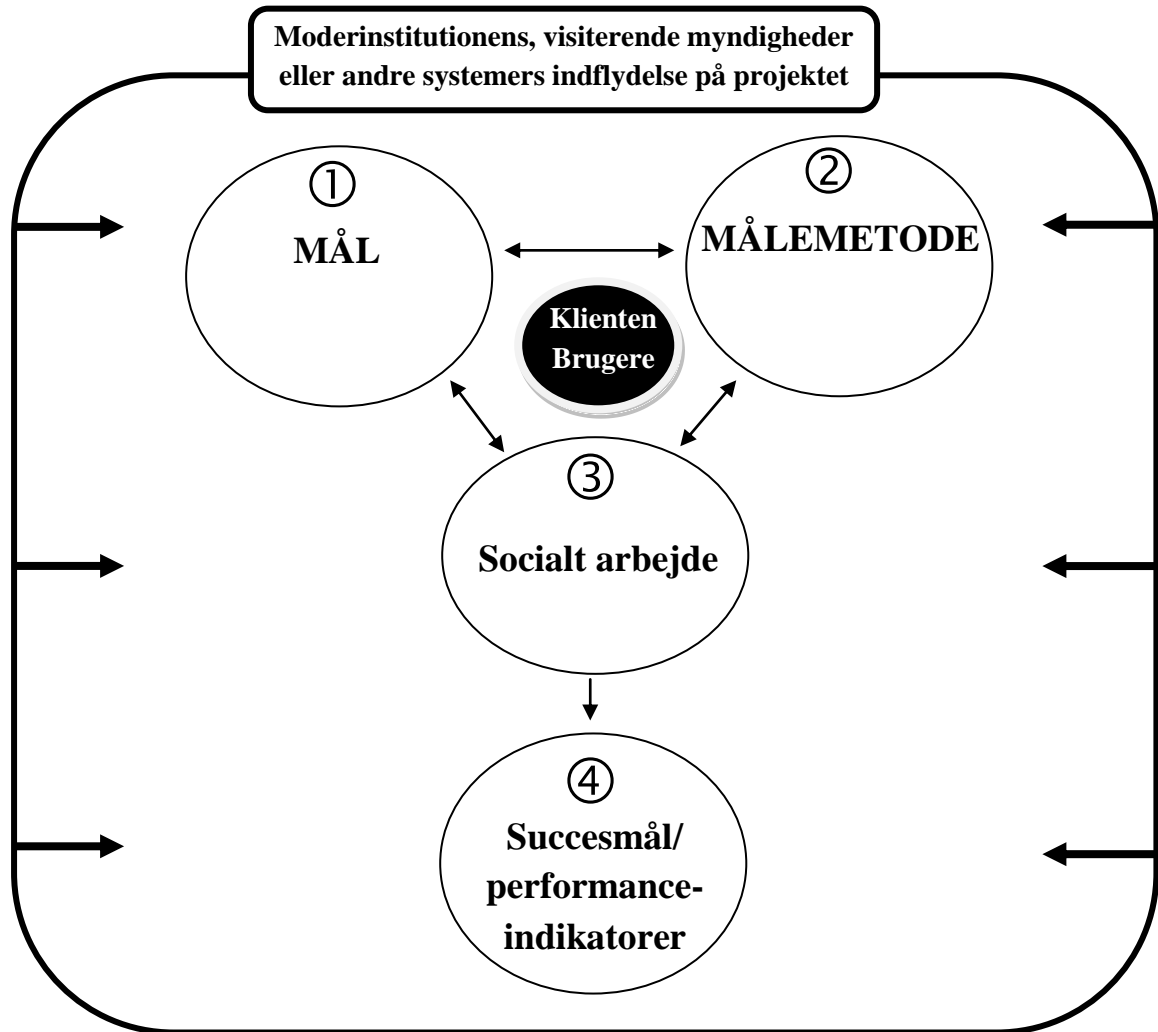 Moderinstitutionens, visiterende myndigheder
eller andre systemers indflydelse på projektet
①
MÅL
②
MÅLEMETODE
Klienten
Brugere
③
Socialt arbejde
④
Succesmål/
performance-
indikatorer